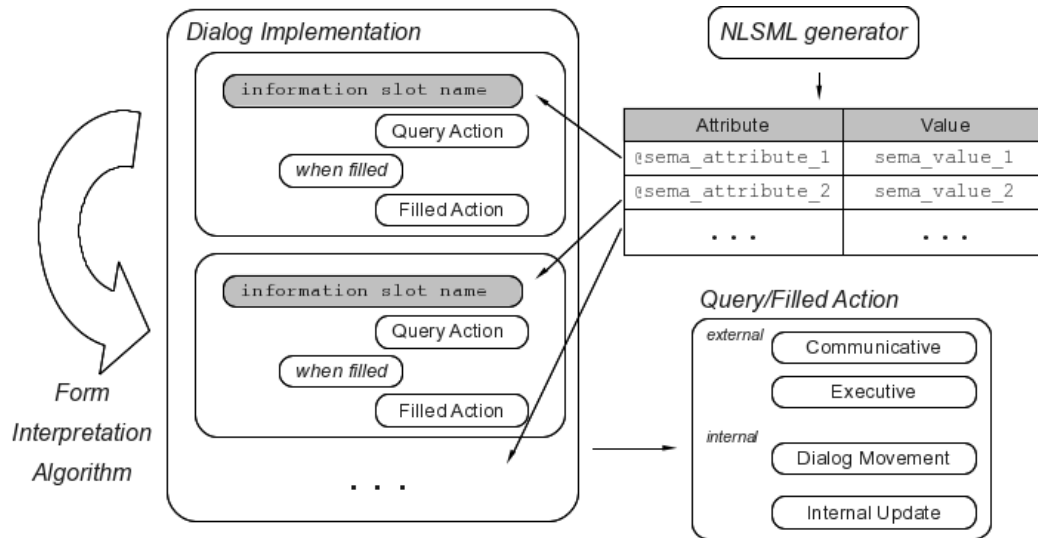 Dialog Implementation
information slot name
Query Action
when filled
Filled Action
information slot name
Query Action
when filled
Filled Action
. . .
Form
Interpretation
Algorithm
NLSML generator
Attribute Value
@sema_attribute_1 sema_value_1
@sema_attribute_2 sema_value_2
. . . . . .
Query/Filled Action
external
Communicative
Executive
internal
Dialog Movement
Internal Update